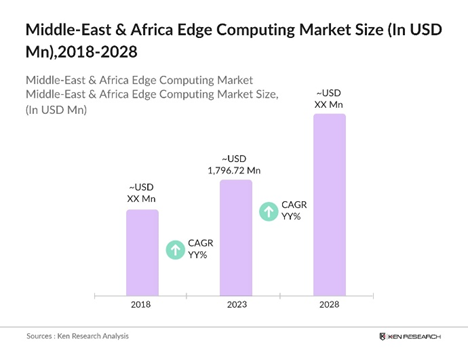 Middle-East & Africa Edge Computing Market Size (In USD
Mn),2018-2028
Middle-East & Africa Edge Computing Market
Middle-East & Africa Edge Computing Market Size,
(In USD Mn)
~USD
XX Mn
~USD
1,796.72 Mn
~USD
XX Mn
CAGR
YY%
CAGR
YY%
2018
2023
2028
Sources : Ken Research Analysis
KEN RESEARCH